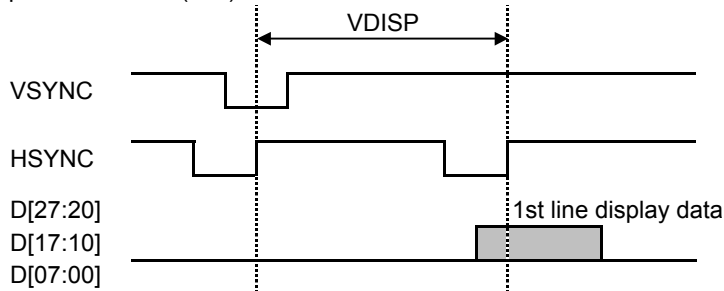 VDISP
VSYNC
HSYNC
D[27:20]
1st line display data
D[17:10]
D[07:00]